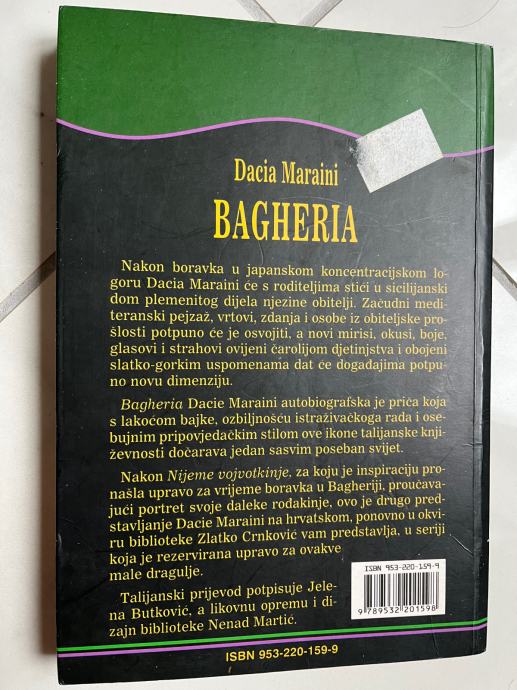 Dacia Maraini
BAGHERIA
Nakon boravka u japanskom koncentracijskom lo-
goru Dacia Maraini će s roditeljima stići u sicilijanski
dom plemenitog dijela njezine obitelji. Začudni medi-
teranski pejzaž, vrtovi, zdanja i osobe iz obiteljske pro-
šlosti potpuno će je osvojiti, a novi mirisi, okusi, boje,
glasovi i strahovi ovijeni čarolijom djetinjstva i obojeni
slatko-gorkim uspomenama dat će događajima potpu-
no novu dimenziju.
Bagheria Dacie Maraini autobiografska je priča koja
s lakoćom bajke, ozbiljnošću istraživačkoga rada i ose-
bujnim pripovjedačkim stilom ove ikone talijanske knji-
ževnosti dočarava jedan sasvim poseban svijet.
Nakon Nijeme vojvotkinje, za koju je inspiraciju pro-
našla upravo za vrijeme boravka u Bagheriji, proučava-
jući portret svoje daleke rođakinje, ovo je drugo pred-
stavljanje Dacie Maraini na hrvatskom, ponovno u okvi-
ru biblioteke Zlatko Crnković vam predstavlja, u seriji
koja je rezervirana upravo za ovakve
male dragulje.
Talijanski prijevod potpisuje Jele-
na Butković, a likovnu opremu i di-
zajn biblioteke Nenad Martić.
ISBN 953-220-159-9
9 789532 201598
ISBN 953-220-159-9